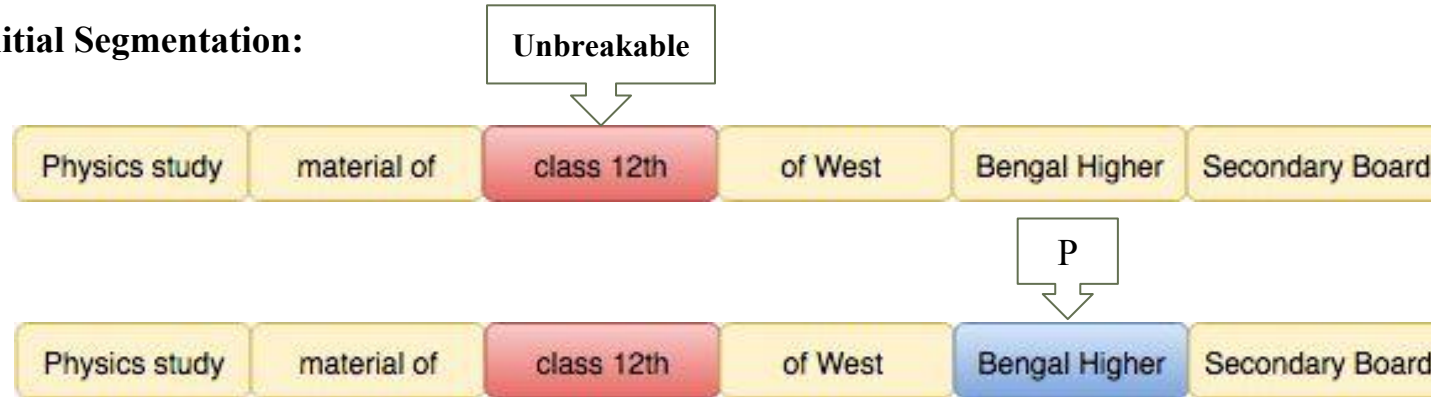 itial Segmentation:
Unbreakable
Physics study material of class 12th of West Bengal Higher Secondary Board
P
Physics study material of class 12th of West Bengal Higher Secondary Board